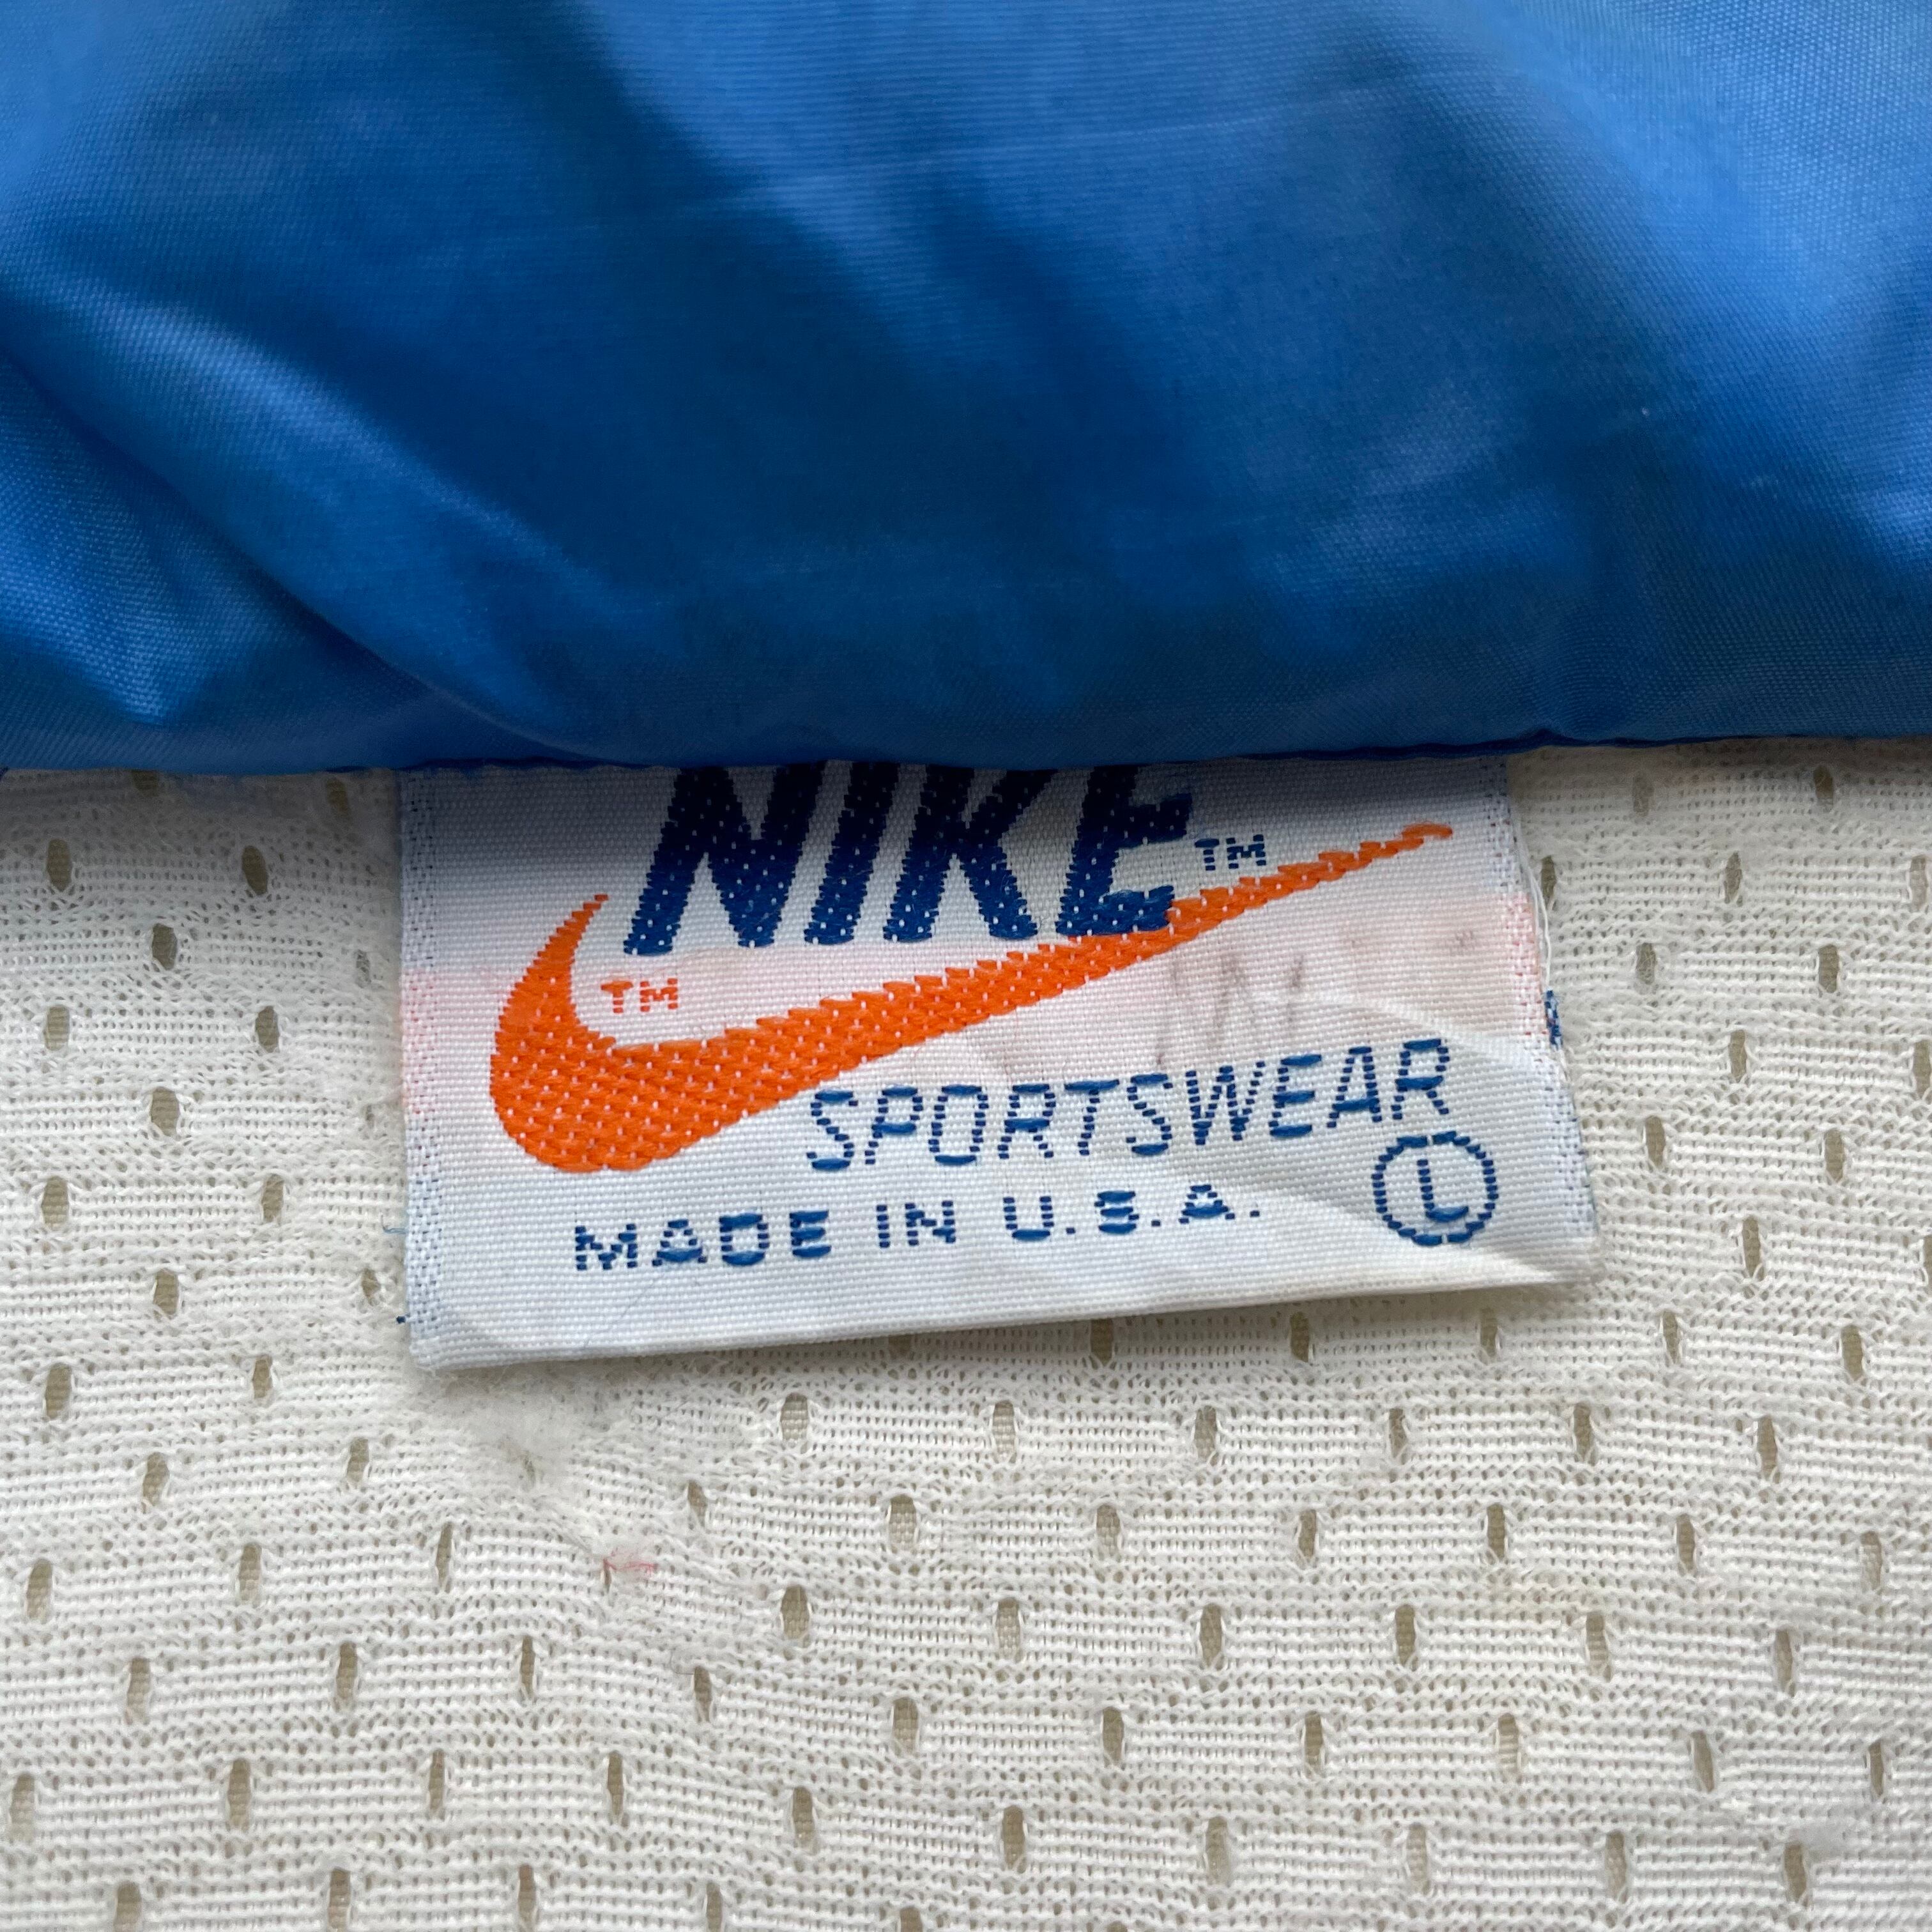 NIKE™
™
SPORTSWEAR
MADE IN U.S.A. Ⓛ